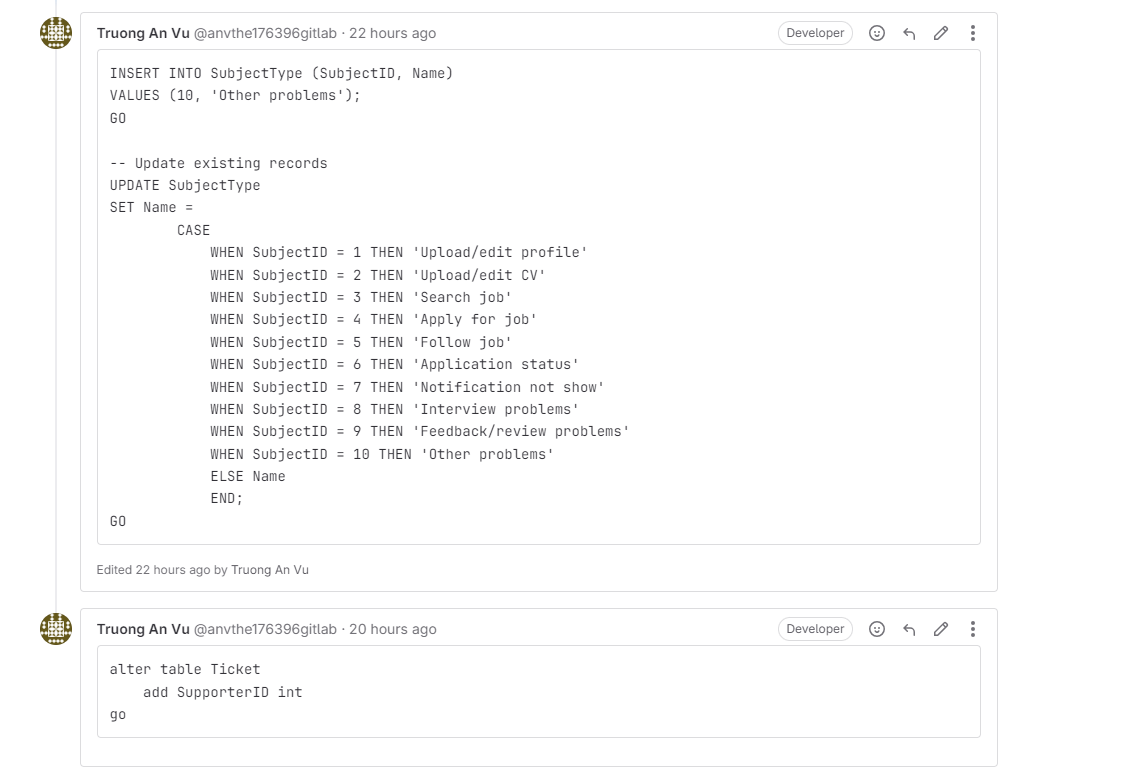 Truong An Vu @anvthe176396gitlab · 22 hours ago Developer
INSERT INTO SubjectType (SubjectID, Name)
VALUES (10, 'Other problems');
GO
-- Update existing records
UPDATE SubjectType
SET Name =
CASE
WHEN SubjectID = 1 THEN 'Upload/edit profile'
WHEN SubjectID = 2 THEN 'Upload/edit CV'
WHEN SubjectID = 3 THEN 'Search job'
WHEN SubjectID = 4 THEN 'Apply for job'
WHEN SubjectID = 5 THEN 'Follow job'
WHEN SubjectID = 6 THEN 'Application status'
WHEN SubjectID = 7 THEN 'Notification not show'
WHEN SubjectID = 8 THEN 'Interview problems'
WHEN SubjectID = 9 THEN 'Feedback/review problems'
WHEN SubjectID = 10 THEN 'Other problems'
ELSE Name
END;
GO
Edited 22 hours ago by Truong An Vu
Truong An Vu @anvthe176396gitlab · 20 hours ago Developer
alter table Ticket
add SupporterID int
go